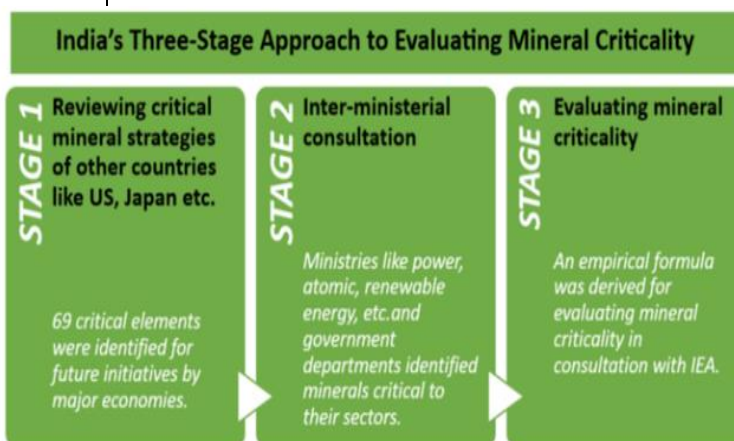 India's Three-Stage Approach to Evaluating Mineral Criticality
STAGE 1
Reviewing critical
mineral strategies
of other countries
like US, Japan etc.
69 critical elements
were identified for
future initiatives by
major economies.
STAGE 2
Inter-ministerial
consultation
Ministries like power,
atomic, renewable
energy, etc.and
government
departments identified
minerals critical to
their sectors.
STAGE 3
Evaluating mineral
criticality
An empirical formula
was derived for
evaluating mineral
criticality in
consultation with IEA.